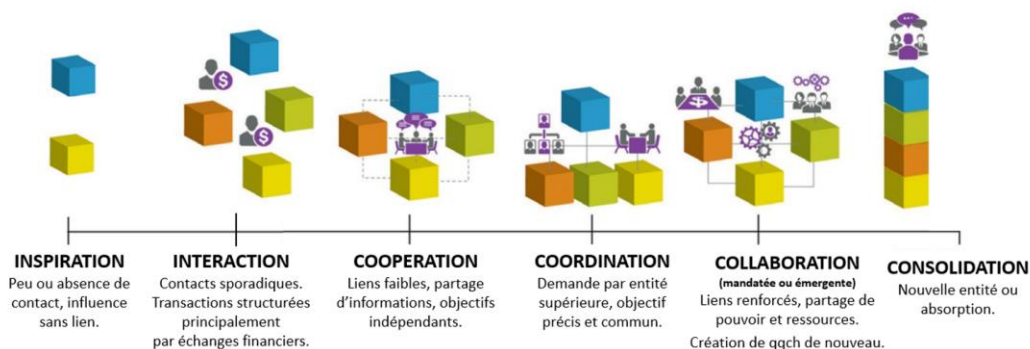 INSPIRATION
Peu ou absence de
contact, influence
sans lien.
INTERACTION
Contacts sporadiques.
Transactions structurées
principalement
par échanges financiers.
COOPERATION
Liens faibles, partage
d’informations, objectifs
indépendants.
COORDINATION
Demande par entité
supérieure, objectif
précis et commun.
COLLABORATION
(mandatée ou émergente)
Liens renforcés, partage de
pouvoir et ressources.
Création de qqch de nouveau.
CONSOLIDATION
Nouvelle entité ou
absorption.